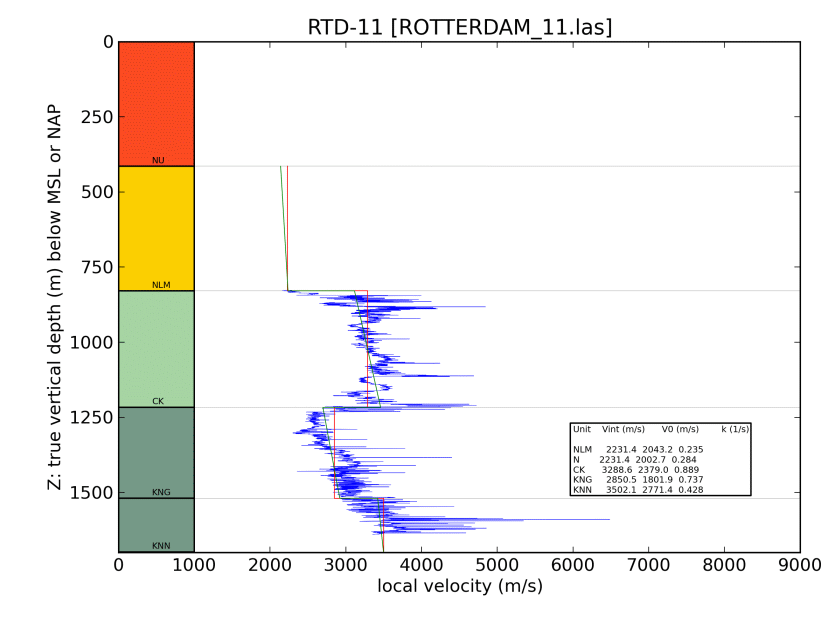 RTD-11 [ROTTERDAM_11.las]
Z: true vertical depth (m) below MSL or NAP
0
250
500
750
1000
1250
1500
NU
NLM
CK
KNG
KNN
Unit Vint (m/s) V0 (m/s) k (1/s)
NLM 2231.4 2043.2 0.235
N 2231.4 2002.7 0.284
CK 3288.6 2379.0 0.889
KNG 2850.5 1801.9 0.737
KNN 3502.1 2771.4 0.428
0 1000 2000 3000 4000 5000 6000 7000 8000 9000
local velocity (m/s)